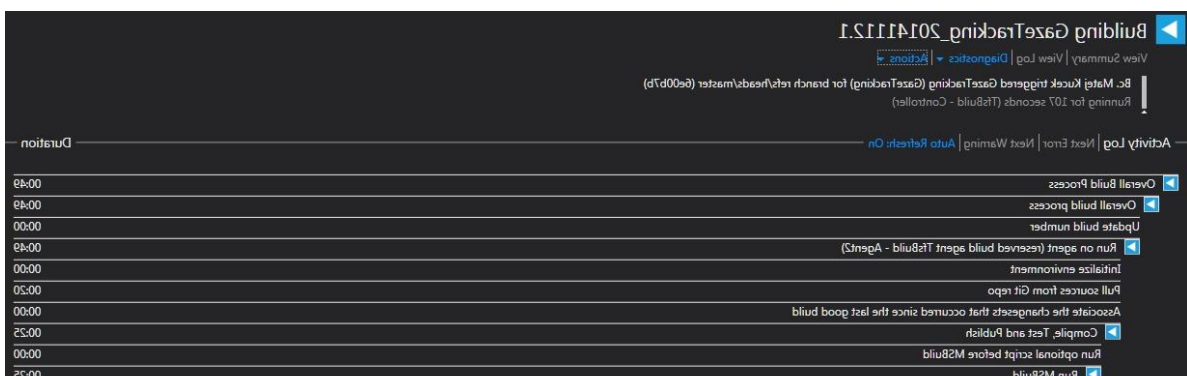 Building GazeTracking_20141112.1
View Summary | View Log | Diagnostics | Actions
Bc. Matej Kucek triggered GazeTracking (GazeTracking) for branch refs/heads/master (6e00b7b)
Running for 107 seconds (TfsBuild - Controller)
Activity Log | Next Error | Next Warning | Auto Refresh: On Duration
Overall Build Process 00:49
Overall build process 00:49
Update build number 00:00
Run on agent (reserved build agent TfsBuild - Agent2) 00:49
Initialize environment 00:00
Pull sources from Git repo 00:20
Associate the changesets that occurred since the last good build 00:00
Compile, Test and Publish 00:25
Run optional script before MSBuild 00:00
Run MSBuild 00:25